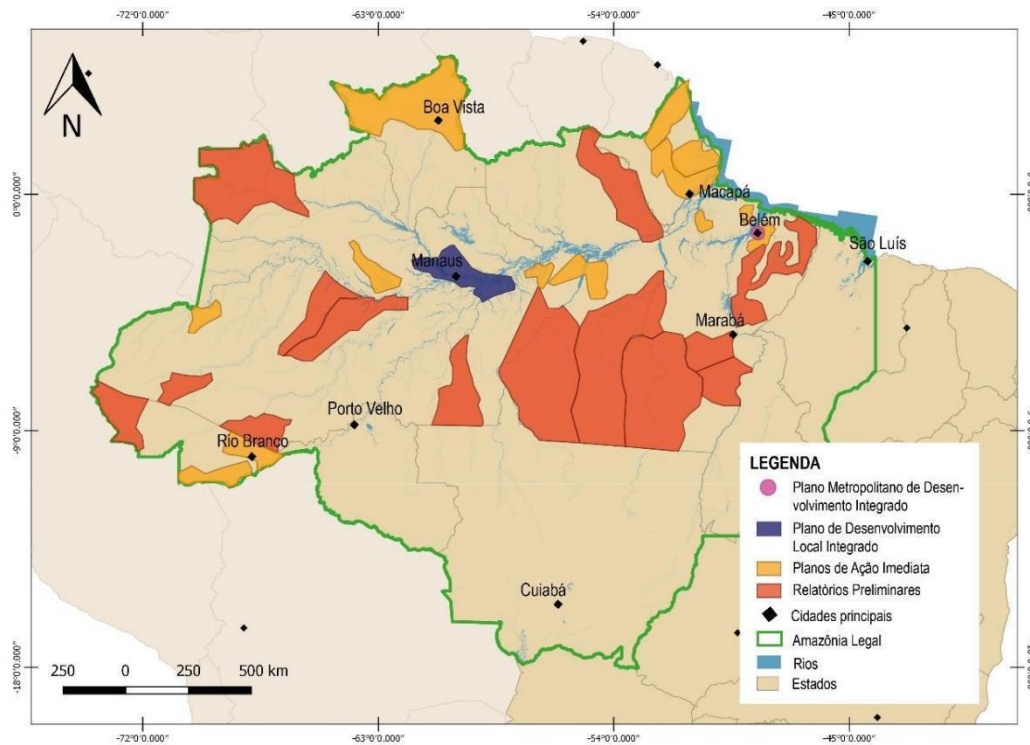 -72°0'0.000"
-63°0'0.000"
-54°0'0.000"
-45°0'0.000"
N
Boa Vista
0°0'0.000"
Macapá
Belém
São Luís
Manaus
Marabá
Porto Velho
Rio Branco
Cuiabá
-9°0'0.000"
-18°0'0.000"
LEGENDA
Plano Metropolitano de Desen-
volvimento Integrado
Plano de Desenvolvimento
Local Integrado
Planos de Ação Imediata
Relatórios Preliminares
Cidades principais
Amazônia Legal
Rios
Estados
250 0 250 500 km
-72°0'0.000"
-63°0'0.000"
-54°0'0.000"
-45°0'0.000"